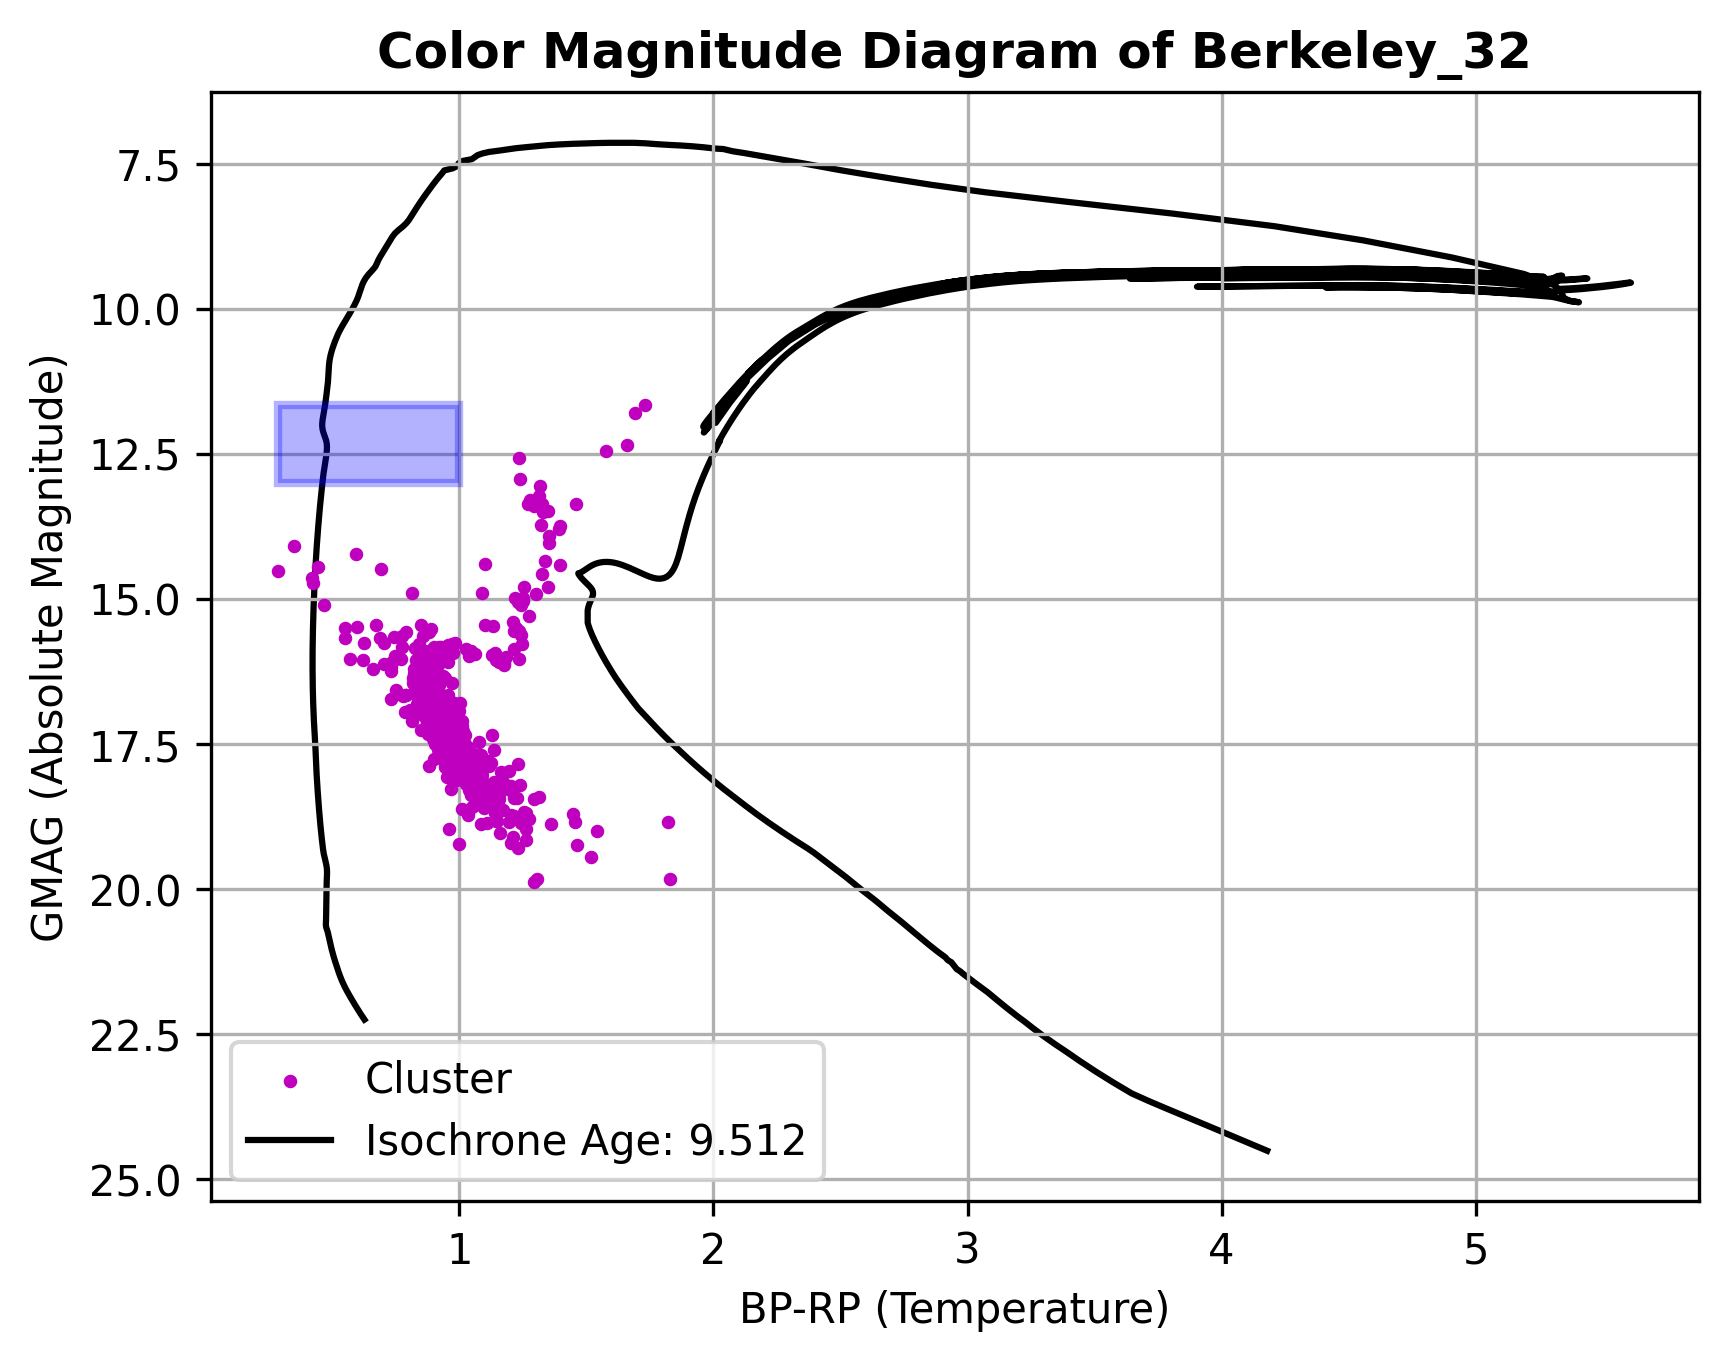 Color Magnitude Diagram of Berkeley_32
GMAG (Absolute Magnitude)
7.5
10.0
12.5
15.0
17.5
20.0
22.5
25.0
Cluster
Isochrone Age: 9.512
1 2 3 4 5
BP-RP (Temperature)